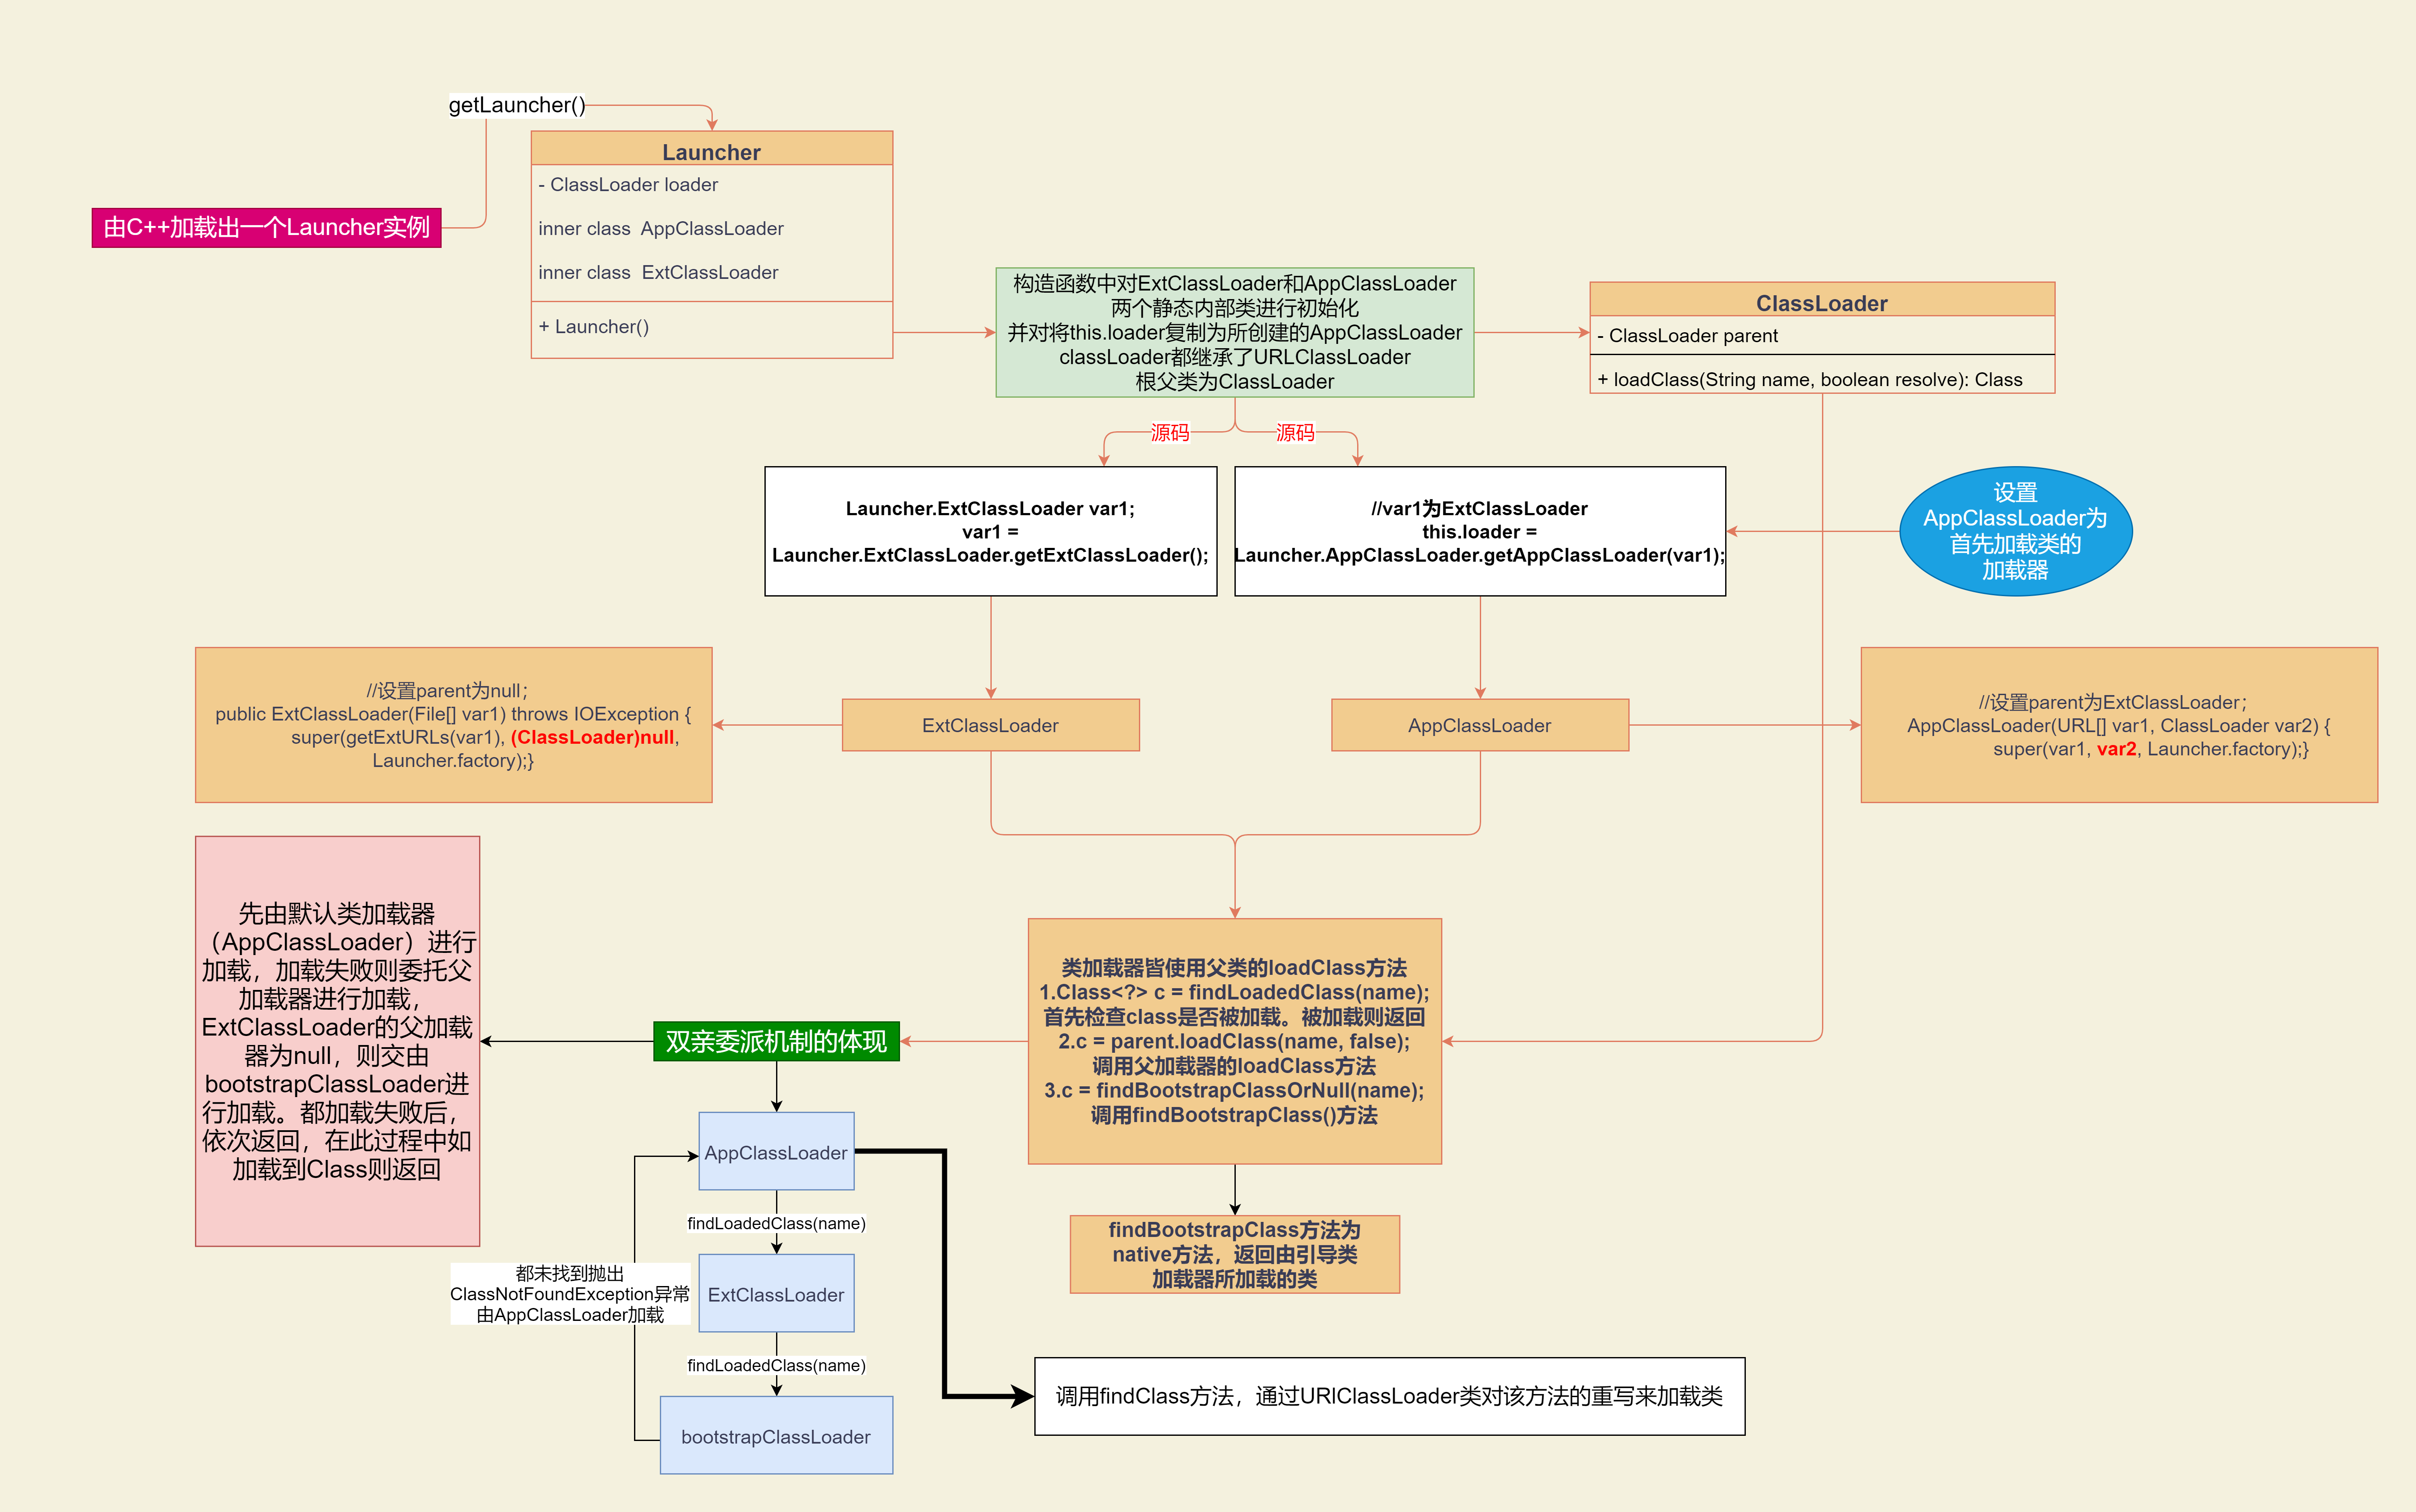 getLauncher()
由C++加载出一个Launcher实例
Launcher
- ClassLoader loader
inner class  AppClassLoader
inner class  ExtClassLoader
+ Launcher()
构造函数中对ExtClassLoader和AppClassLoader
两个静态内部类进行初始化
并对将this.loader复制为所创建的AppClassLoader
classLoader都继承了URLClassLoader
根父类为ClassLoader
ClassLoader
- ClassLoader parent
+ loadClass(String name, boolean resolve): Class
源码
源码
Launcher.ExtClassLoader var1;
var1 =
Launcher.ExtClassLoader.getExtClassLoader();
//var1为ExtClassLoader
this.loader =
Launcher.AppClassLoader.getAppClassLoader(var1);
设置
AppClassLoader为
首先加载类的
加载器
//设置parent为null；
public ExtClassLoader(File[] var1) throws IOException {
super(getExtURLs(var1), (ClassLoader)null,
Launcher.factory);}
ExtClassLoader
AppClassLoader
//设置parent为ExtClassLoader；
AppClassLoader(URL[] var1, ClassLoader var2) {
super(var1, var2, Launcher.factory);}
先由默认类加载器
（AppClassLoader）进行
加载，加载失败则委托父
加载器进行加载，
ExtClassLoader的父加载
器为null，则交由
bootstrapClassLoader进
行加载。都加载失败后，
依次返回，在此过程中如
加载到Class则返回
双亲委派机制的体现
类加载器皆使用父类的loadClass方法
1.Class<?> c = findLoadedClass(name);
首先检查class是否被加载。被加载则返回
2.c = parent.loadClass(name, false);
调用父加载器的loadClass方法
3.c = findBootstrapClassOrNull(name);
调用findBootstrapClass()方法
AppClassLoader
findLoadedClass(name)
ExtClassLoader
findLoadedClass(name)
bootstrapClassLoader
都未找到抛出
ClassNotFoundException异常
由AppClassLoader加载
findBootstrapClass方法为
native方法，返回由引导类
加载器所加载的类
调用findClass方法，通过URlClassLoader类对该方法的重写来加载类